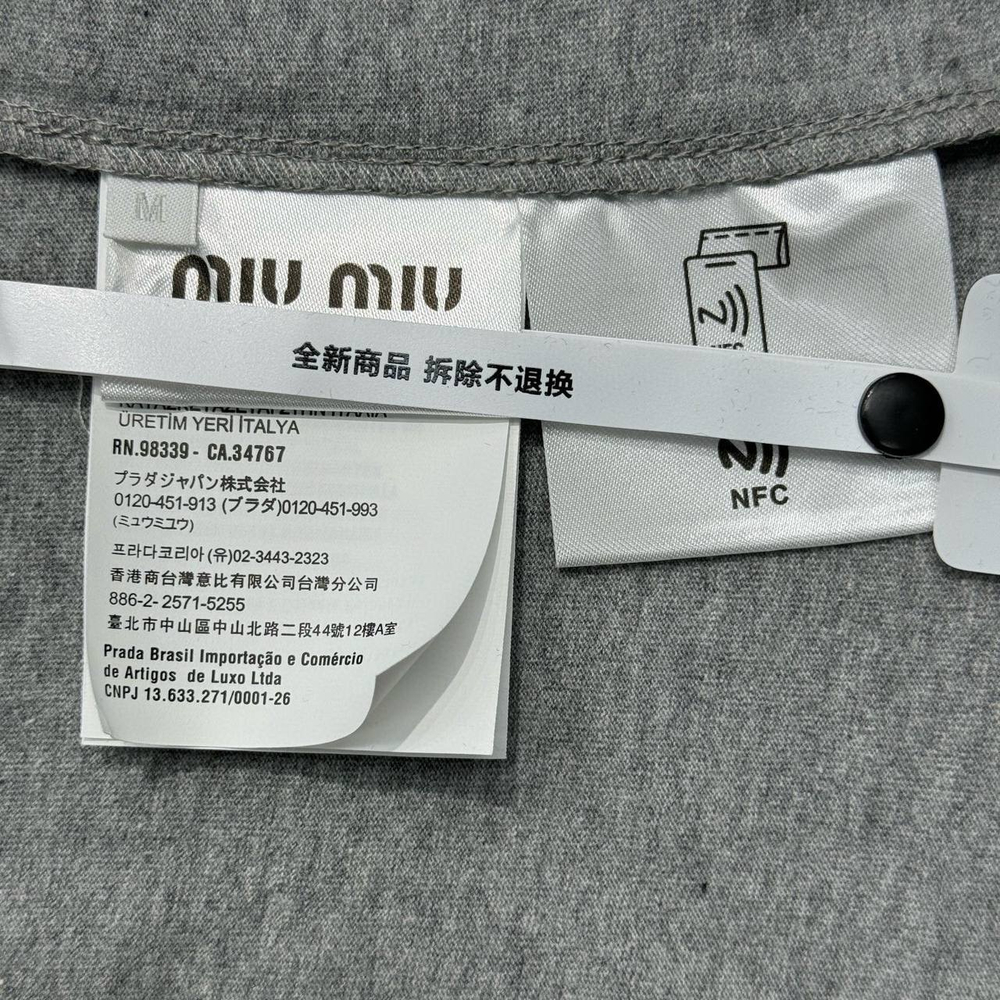 M
miu miu
全新商品 拆除不退换
ÜRETİM YERİ İTALYA
RN.98339 - CA.34767
プラダジャパン株式会社
0120-451-913 (プラダ)0120-451-993
(ミュウミュウ)
프라다코리아 (유)02-3443-2323
香港商台灣意比有限公司台灣分公司
886-2- 2571-5255
臺北市中山區中山北路二段44號12樓A室
Prada Brasil Importação e Comércio
de Artigos de Luxo Ltda
CNPJ 13.633.271/0001-26
NFC